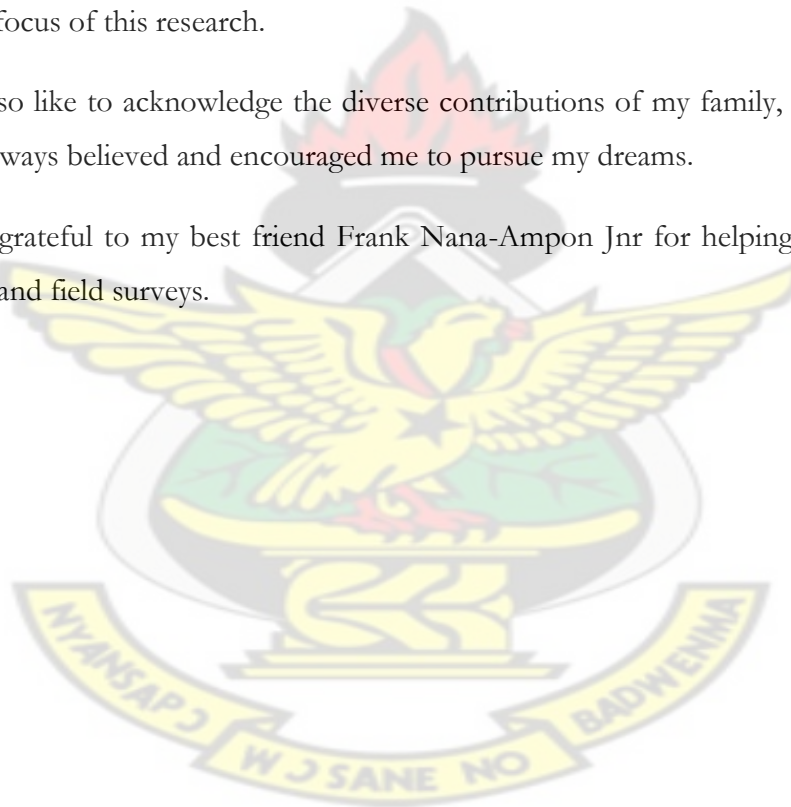 focus of this research.
so like to acknowledge the diverse contributions of my family,
ways believed and encouraged me to pursue my dreams.
grateful to my best friend Frank Nana-Ampon Jnr for helping
and field surveys.
NYANSAPƆ WƆSANE NO BADWENMA